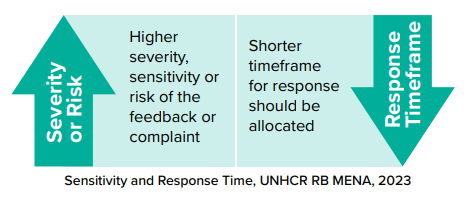 Severity
or Risk
Higher
severity,
sensitivity or
risk of the
feedback or
complaint
Shorter
timeframe
for response
should be
allocated
Response
Timeframe
Sensitivity and Response Time, UNHCR RB MENA, 2023